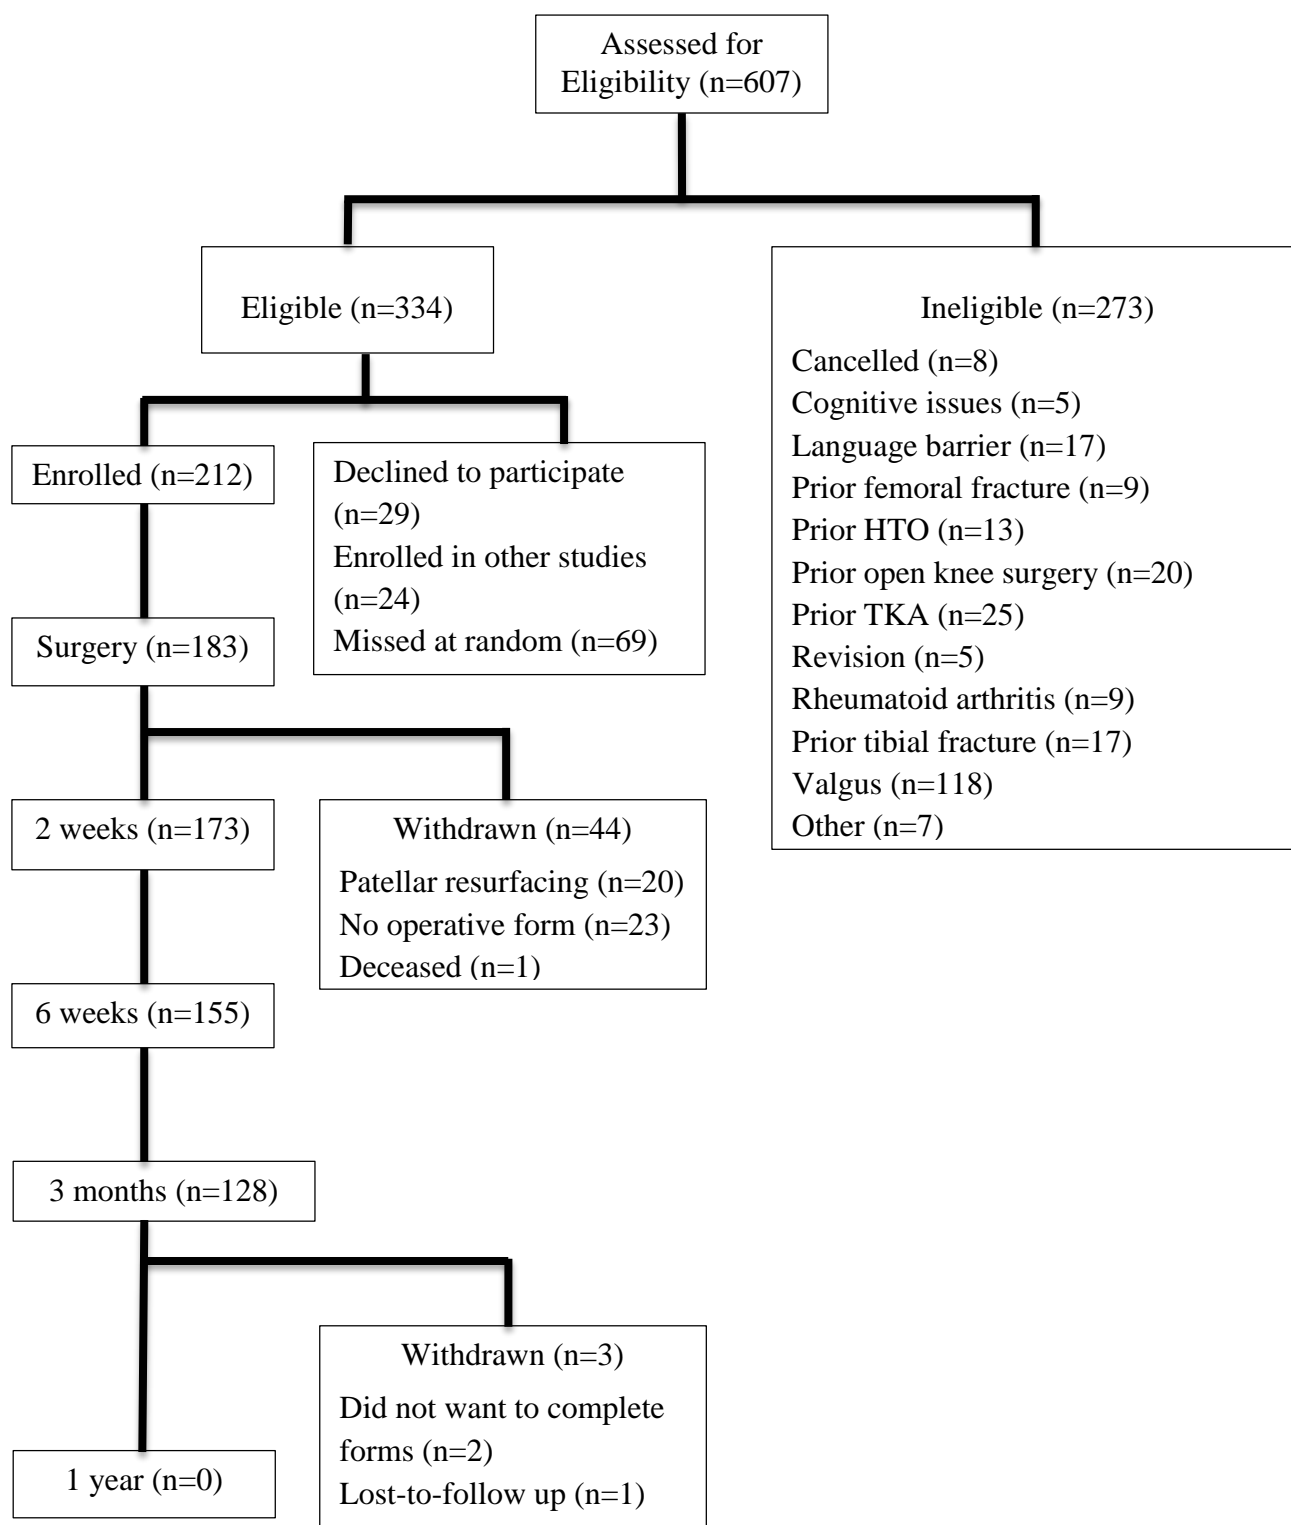 Assessed for
Eligibility (n=607)
Eligible (n=334)
Ineligible (n=273)
Cancelled (n=8)
Cognitive issues (n=5)
Language barrier (n=17)
Prior femoral fracture (n=9)
Prior HTO (n=13)
Prior open knee surgery (n=20)
Prior TKA (n=25)
Revision (n=5)
Rheumatoid arthritis (n=9)
Prior tibial fracture (n=17)
Valgus (n=118)
Other (n=7)
Enrolled (n=212)
Declined to participate
(n=29)
Enrolled in other studies
(n=24)
Missed at random (n=69)
Surgery (n=183)
2 weeks (n=173)
Withdrawn (n=44)
Patellar resurfacing (n=20)
No operative form (n=23)
Deceased (n=1)
6 weeks (n=155)
3 months (n=128)
Withdrawn (n=3)
Did not want to complete
forms (n=2)
Lost-to-follow up (n=1)
1 year (n=0)